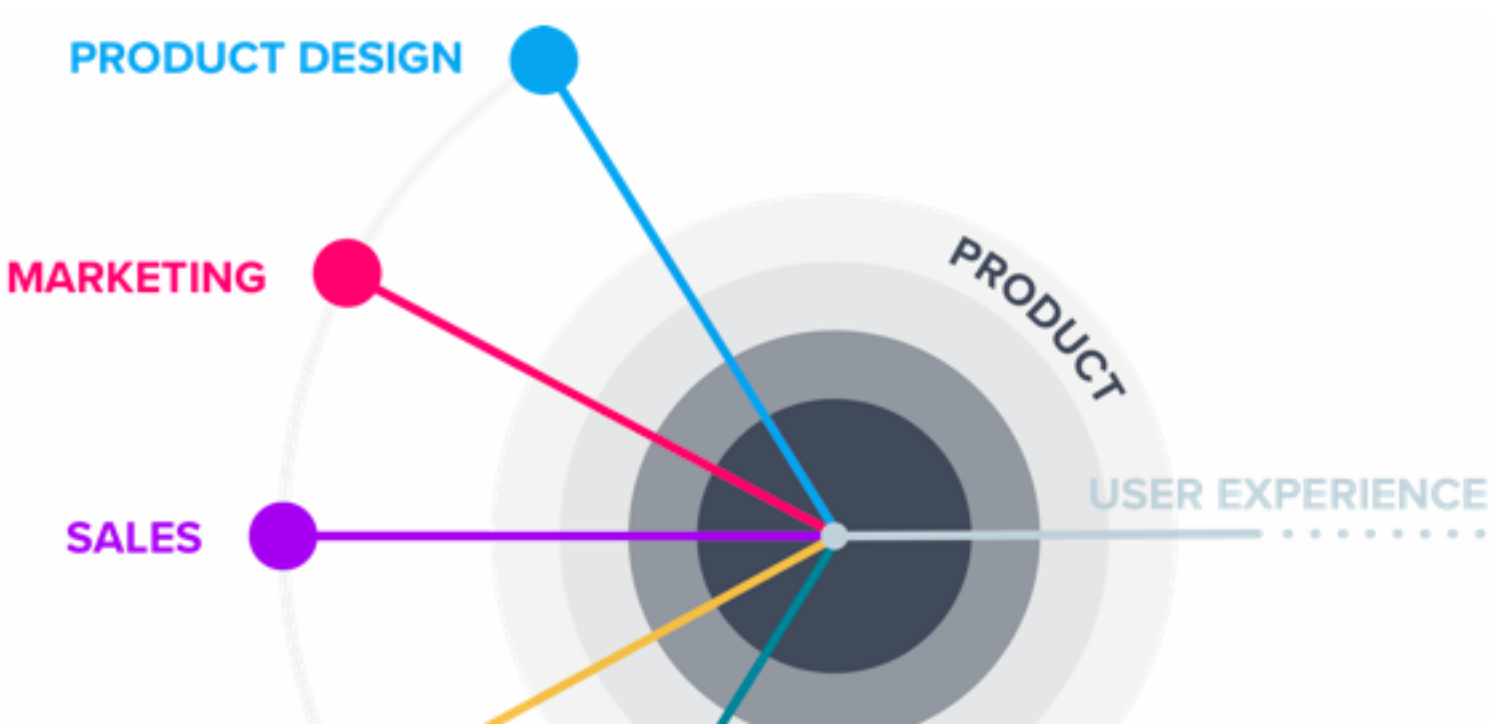 PRODUCT DESIGN
PRODUCT
MARKETING
USER EXPERIENCE
SALES